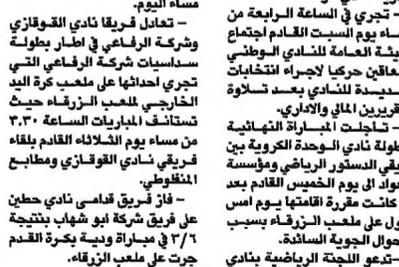 – تجري في الساعة الرابعة من
مساء يوم السبت القادم اجتماع
الهيئة العامة للنادي الوطني
للمعاقين حركيا لاجراء انتخابات
جديدة للنادي بعد تلاوة
التقريرين المالي والاداري.
– تأجلت المباراة النهائية
لبطولة نادي الوحدة الكروية بين
فريقي الدستور الرياضي ومؤسسة
عواد الى يوم الخميس القادم بعد
كانت مقررة اقامتها يوم امس
الاول على ملعب الزرقاء بسبب
الاحوال الجوية السائدة.
– تدعو اللجنة الرياضية بنادي
مساء اليوم.
– تعادل فريقا نادي القوقازي
وشركة الرفاعي في اطار بطولة
سداسيات شركة الرفاعي التي
تجري احداثها على ملعب كرة اليد
الخارجي لملعب الزرقاء حيث
تستانف المباريات الساعة ٣،٣٠
من مساء يوم الثلاثاء القادم بلقاء
فريقي نادي القوقازي ومطابع
المنفلوطي.
– فاز فريق قدامى نادي حطين
على فريق شركة ابو شهاب بنتيجة
٣/٦ في مباراة ودية بكرة القدم
جرت على ملعب الزرقاء.